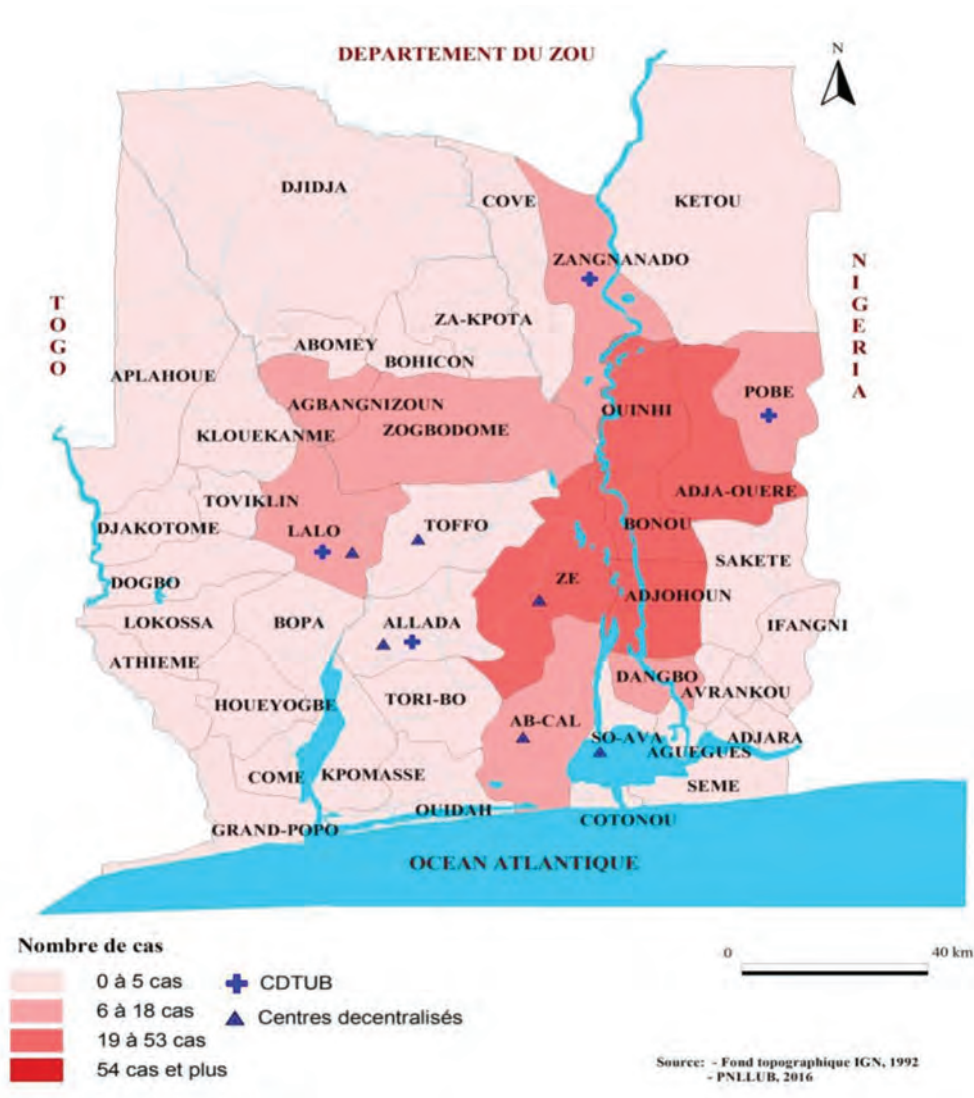 DEPARTEMENT DU ZOU
N
DJIDJA
COVE
KETOU
ZANGNANADO
TOGO
NIGERIA
ZA-KPOTA
ABOMEY
BOHICON
APLAHOUE
POBE
AGBANGNIZOUN
OUINHI
KLOUEKANME
ZOGBODOME
TOVIKLIN
ADJA-OUERE
DJAKOTOME
LALO
TOFFO
BONOU
SAKETE
DOGBO
ZE
ADJOHOUN
LOKOSSA
BOPA
ALLADA
IFANGNI
ATHIEME
DANGBO
AVRANKOU
HOUEYOGBE
TORI-BO
AB-CAL
SO-AVA
ADJARA
AGUEGUES
COME
KPOMASSE
SEME
OUIDAH
COTONOU
GRAND-POPO
OCEAN ATLANTIQUE
Nombre de cas
0 à 5 cas
6 à 18 cas
19 à 53 cas
54 cas et plus
CDTUB
Centres decentralisés
0 40 km
Source: - Fond topographique IGN, 1992
- PNLLUB, 2016